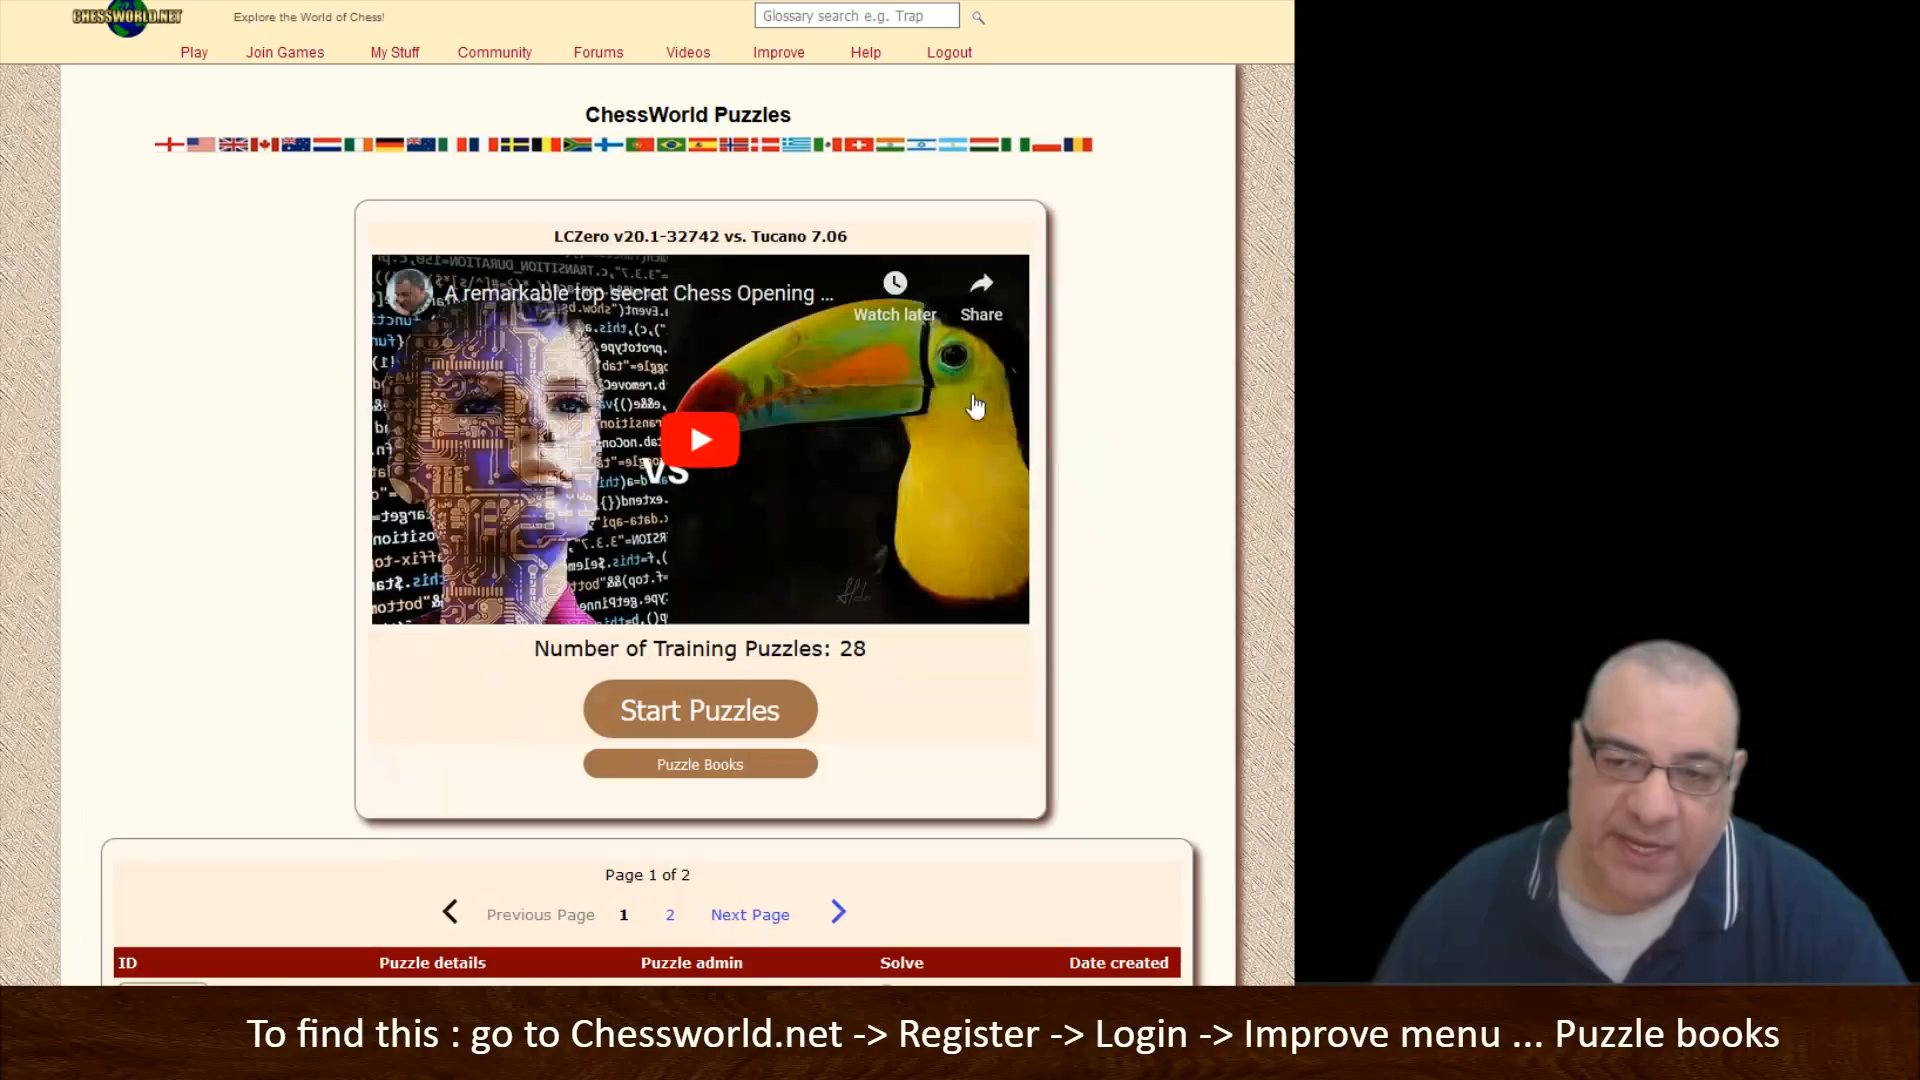 CHESSWORLD.NET
Explore the World of Chess!
Glossary search e.g. Trap
Play Join Games My Stuff Community Forums Videos Improve Help Logout
ChessWorld Puzzles
LCZero v20.1-32742 vs. Tucano 7.06
A remarkable top secret Chess Opening ...
Watch later
Share
vs
Number of Training Puzzles: 28
Start Puzzles
Puzzle Books
Page 1 of 2
Previous Page 1 2 Next Page
ID Puzzle details Puzzle admin Solve Date created
To find this : go to Chessworld.net -> Register -> Login -> Improve menu ... Puzzle books